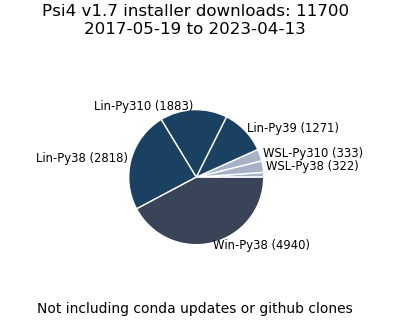 Psi4 v1.7 installer downloads: 11700
2017-05-19 to 2023-04-13
Lin-Py310 (1883)
Lin-Py39 (1271)
WSL-Py310 (333)
Lin-Py38 (2818)
WSL-Py38 (322)
Win-Py38 (4940)
Not including conda updates or github clones